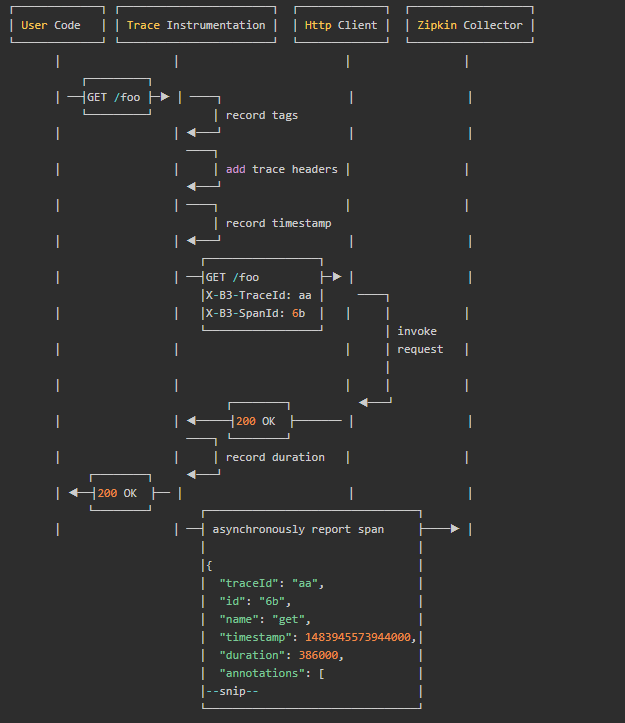 User Code Trace Instrumentation Http Client Zipkin Collector
GET /foo
record tags
add trace headers
record timestamp
GET /foo
X-B3-TraceId: aa
X-B3-SpanId: 6b
invoke
request
200 OK
record duration
200 OK
asynchronously report span
{
"traceId": "aa",
"id": "6b",
"name": "get",
"timestamp": 1483945573944000,
"duration": 386000,
"annotations": [
--snip--